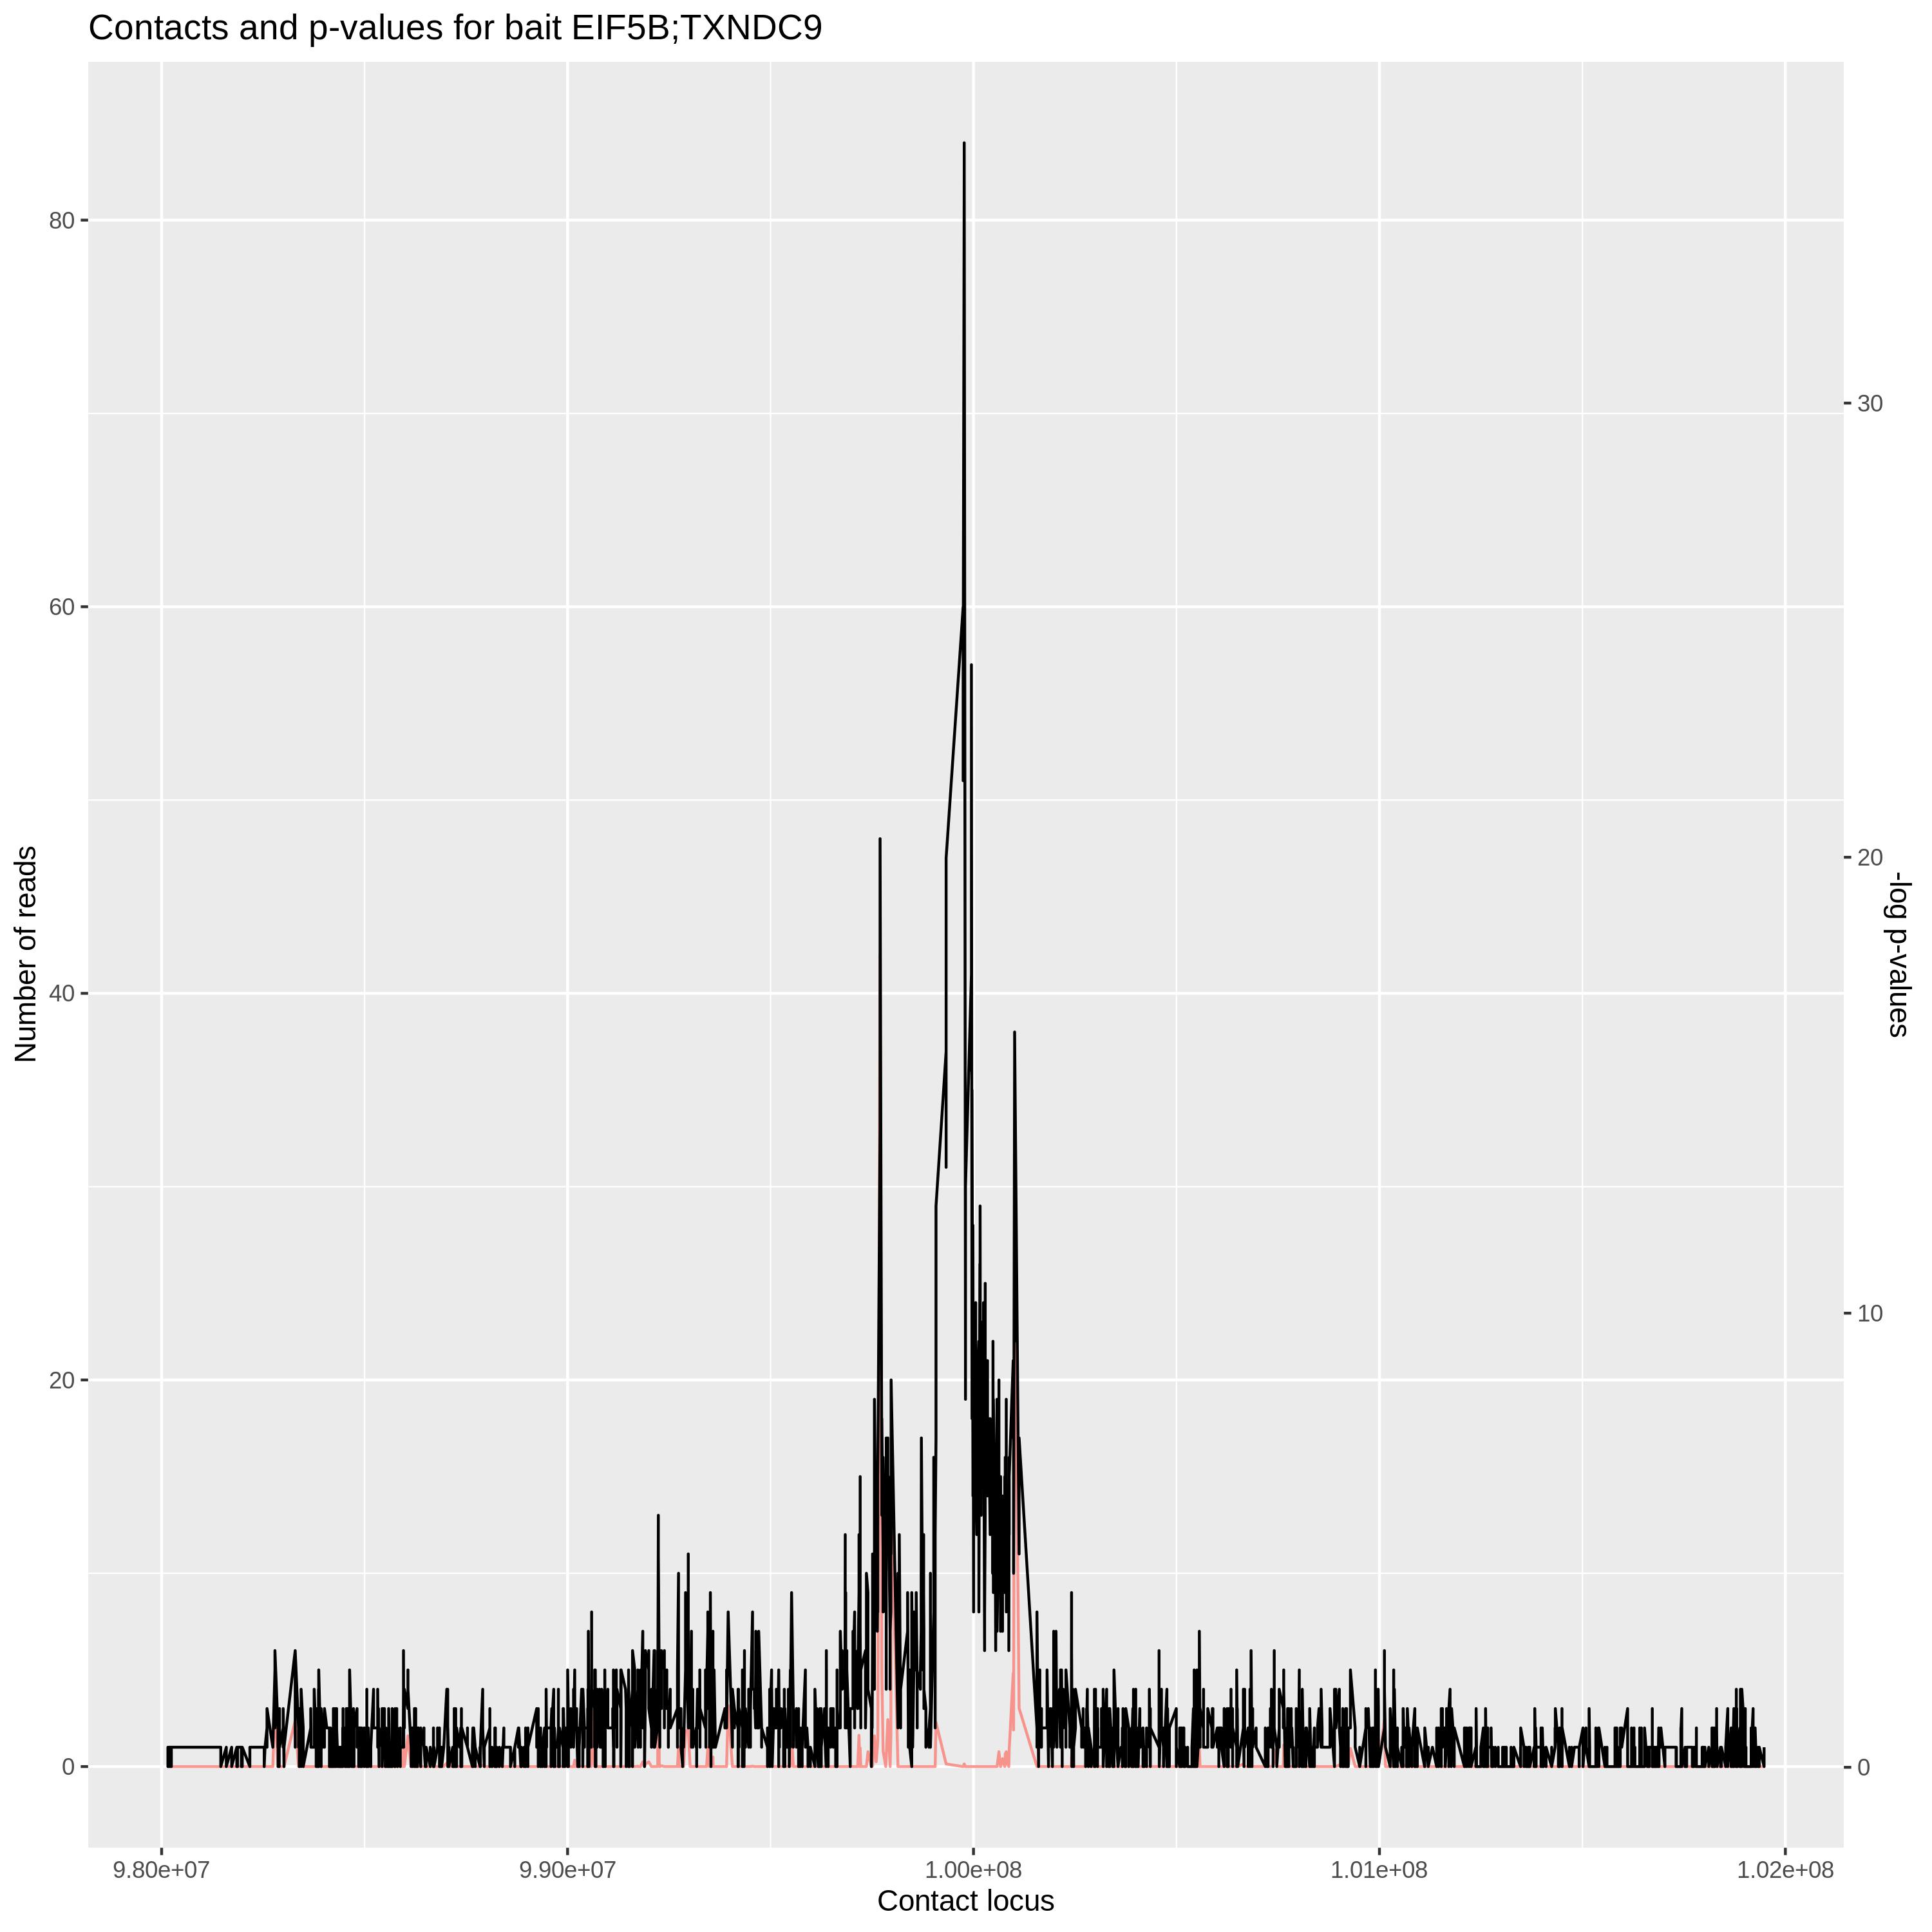 Contacts and p-values for bait EIF5B;TXNDC9
80
60
40
20
0
Number of reads
30
20
10
0
-log p-values
9.80e+07 9.90e+07 1.00e+08 1.01e+08 1.02e+08
Contact locus